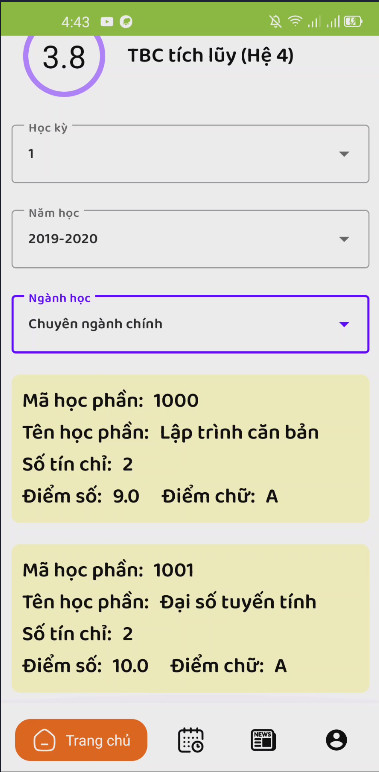 4:43
3.8
TBC tích lũy (Hệ 4)
Học kỳ
1
Năm học
2019-2020
Ngành học
Chuyên ngành chính
Mã học phần: 1000
Tên học phần: Lập trình căn bản
Số tín chỉ: 2
Điểm số: 9.0 Điểm chữ: A
Mã học phần: 1001
Tên học phần: Đại số tuyến tính
Số tín chỉ: 2
Điểm số: 10.0 Điểm chữ: A
Trang chủ
NEWS